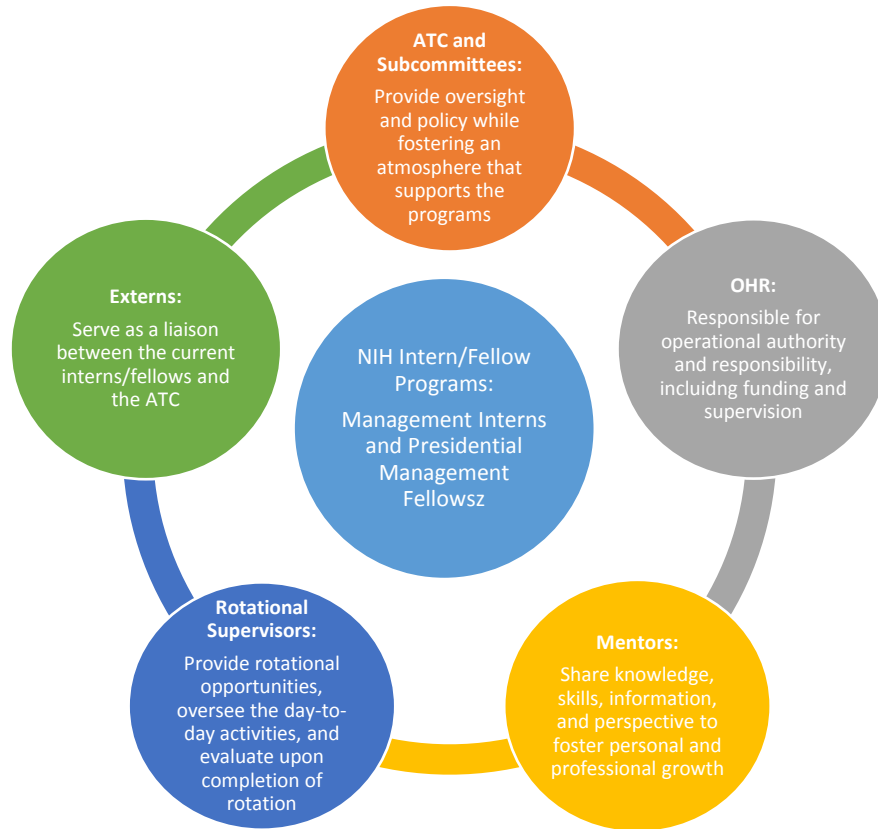 ATC and
Subcommittees:
Provide oversight
and policy while
fostering an
atmosphere that
supports the
programs
OHR:
Responsible for
operational authority
and responsibility,
incluidng funding and
supervision
Mentors:
Share knowledge,
skills, information,
and perspective to
foster personal and
professional growth
Rotational
Supervisors:
Provide rotational
opportunities,
oversee the day-to-
day activities, and
evaluate upon
completion of
rotation
Externs:
Serve as a liaison
between the current
interns/fellows and
the ATC
NIH Intern/Fellow
Programs:
Management Interns
and Presidential
Management
Fellowsz